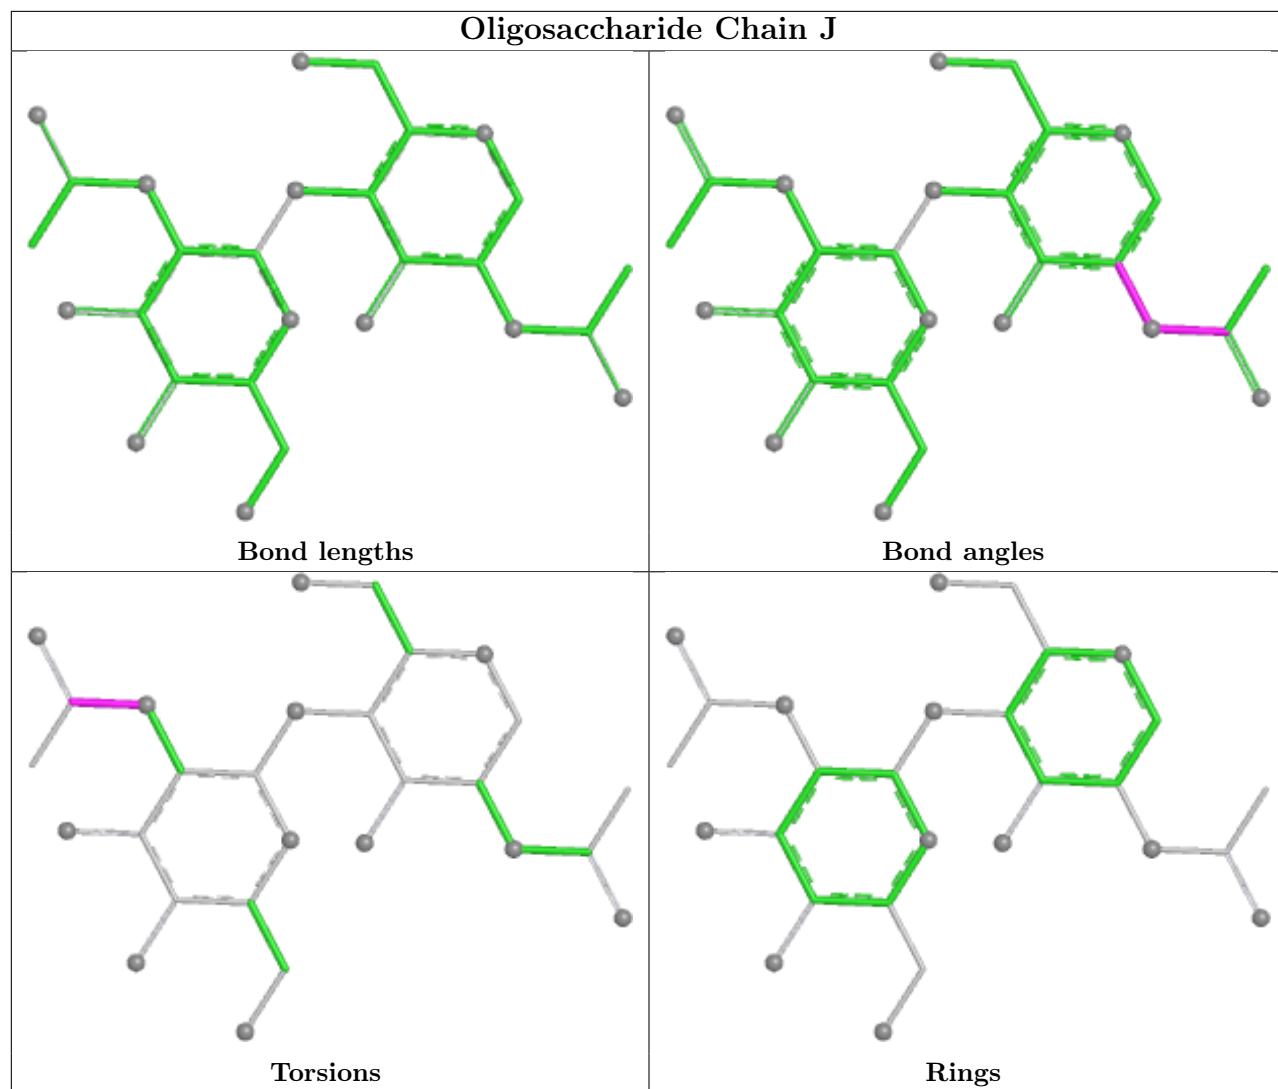 Oligosaccharide Chain J
Bond lengths
Bond angles
Torsions
Rings